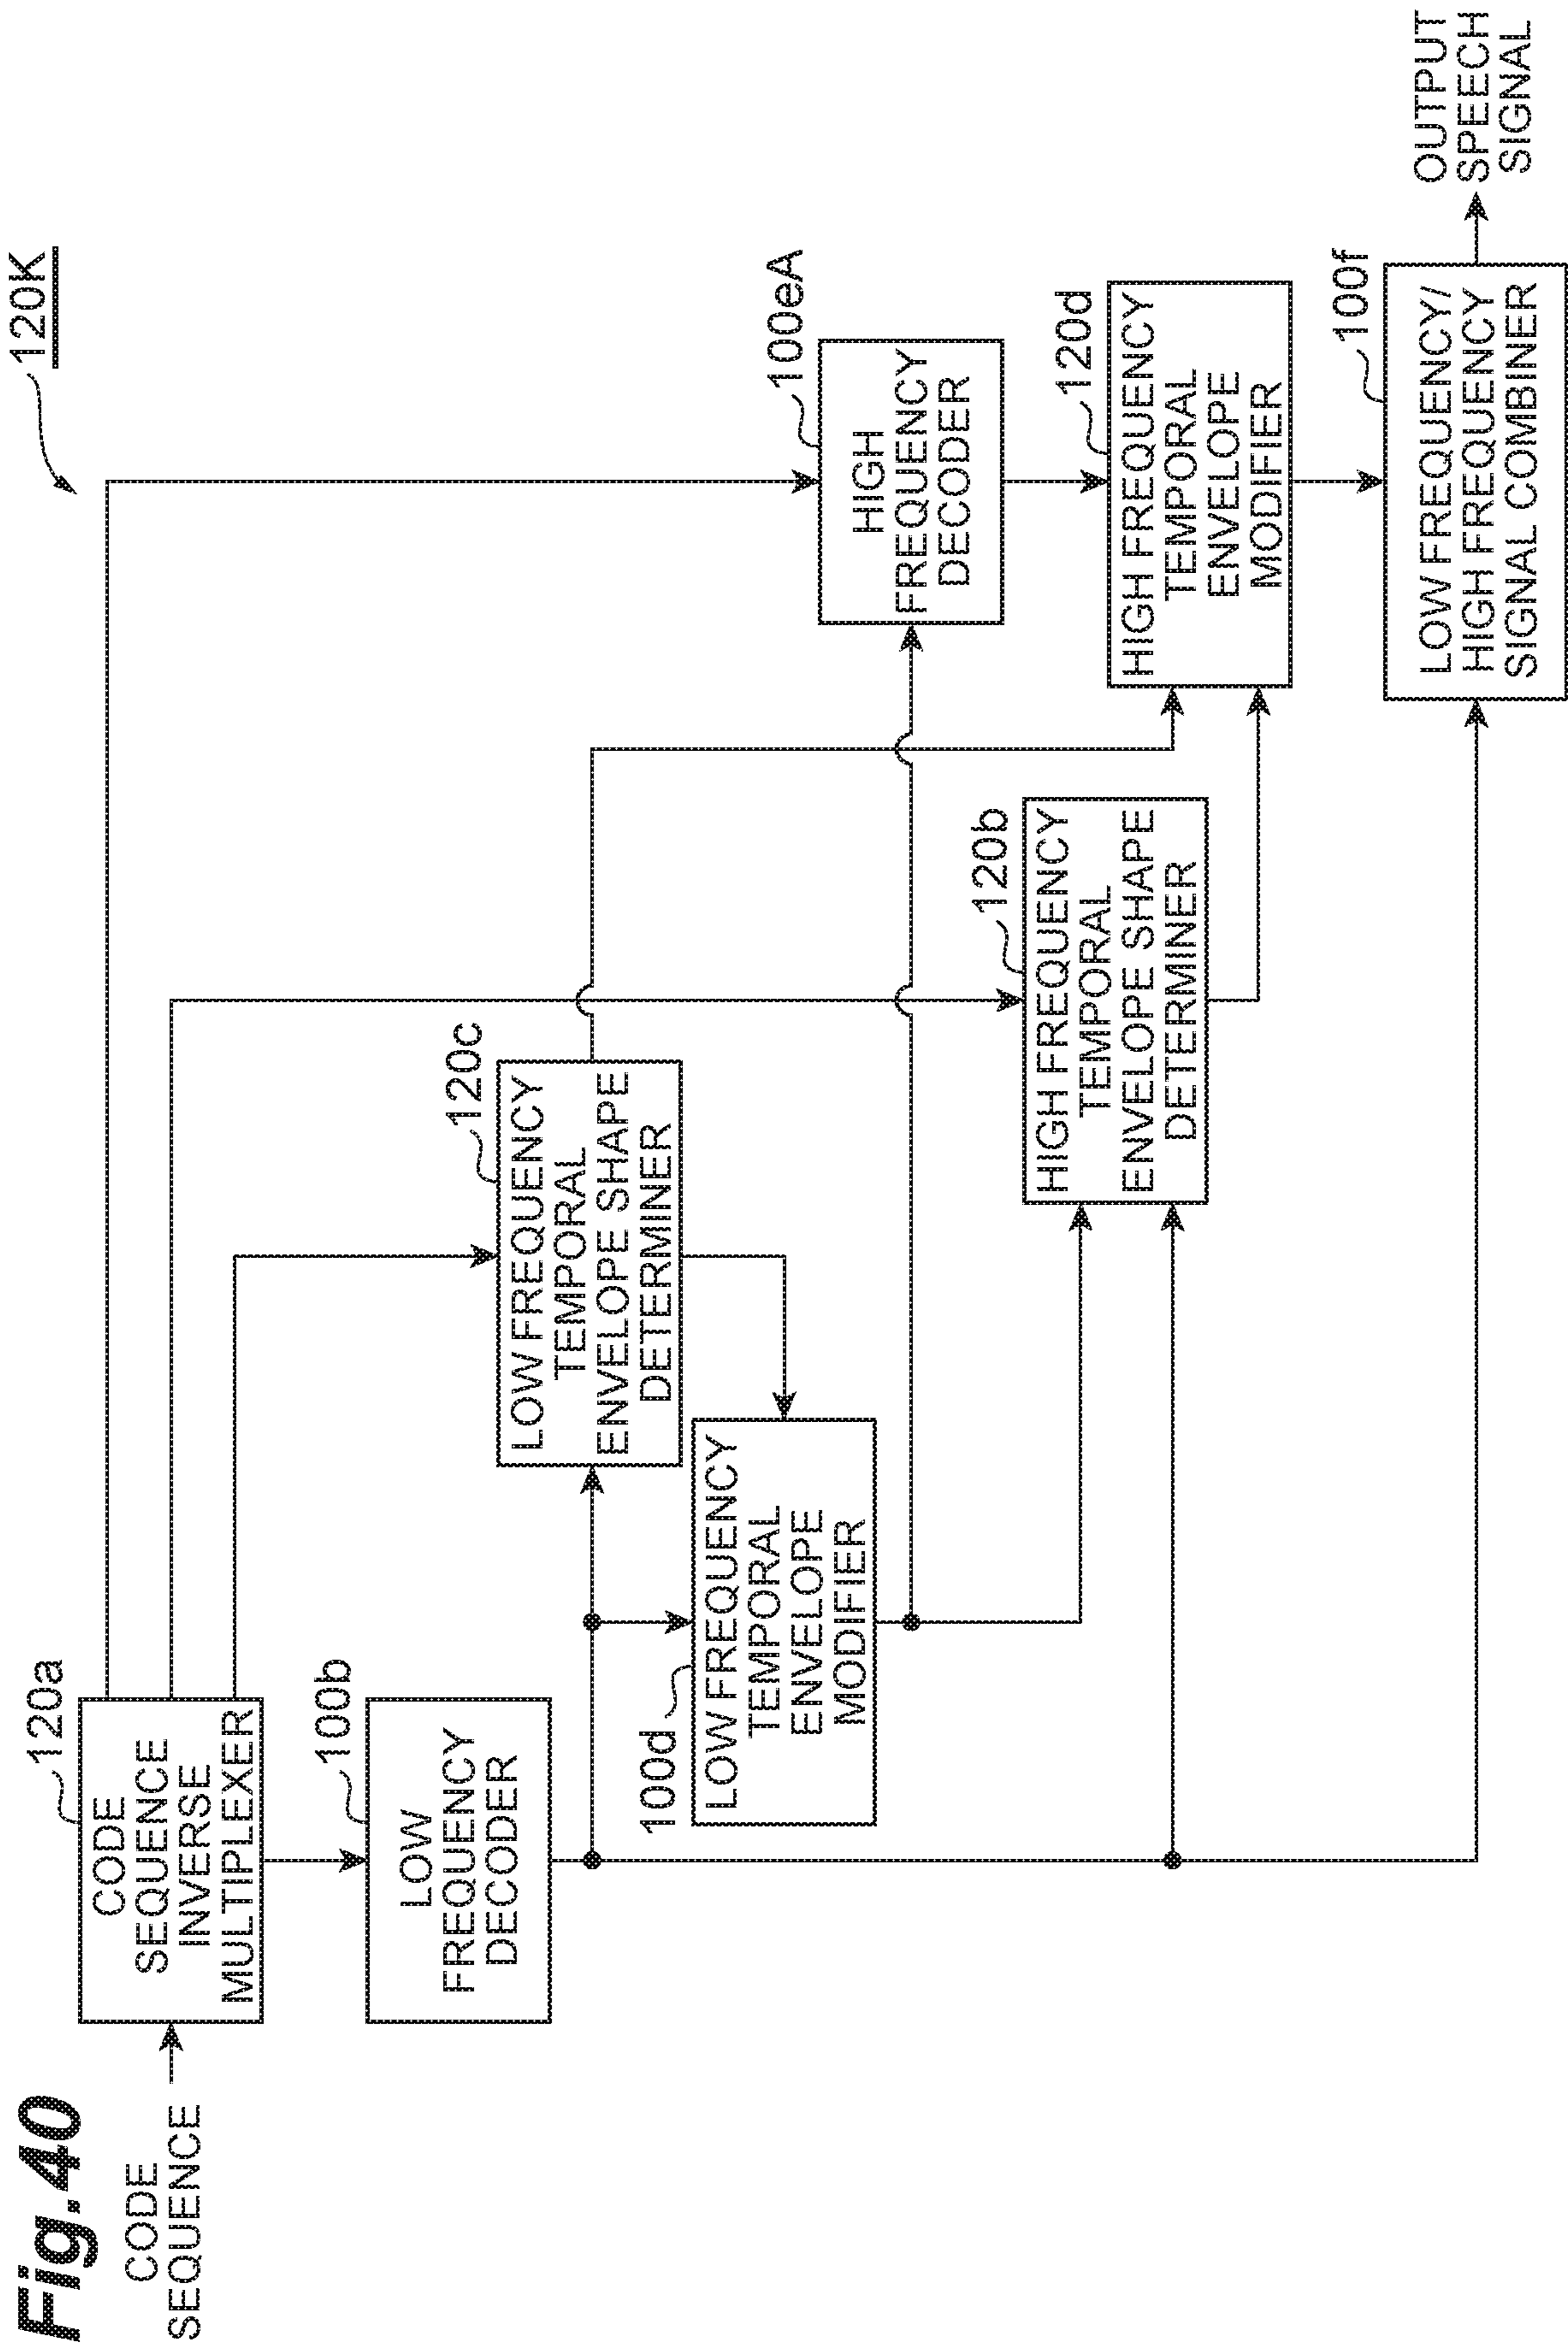 Fig.40
120K
CODE
SEQUENCE
120a
CODE
SEQUENCE
INVERSE
MULTIPLEXER
100b
LOW
FREQUENCY
DECODER
120c
LOW FREQUENCY
TEMPORAL
ENVELOPE SHAPE
DETERMINER
100d
LOW FREQUENCY
TEMPORAL
ENVELOPE
MODIFIER
100eA
HIGH
FREQUENCY
DECODER
120b
HIGH FREQUENCY
TEMPORAL
ENVELOPE SHAPE
DETERMINER
120d
HIGH FREQUENCY
TEMPORAL
ENVELOPE
MODIFIER
100f
LOW FREQUENCY/
HIGH FREQUENCY
SIGNAL COMBINER
OUTPUT
SPEECH
SIGNAL